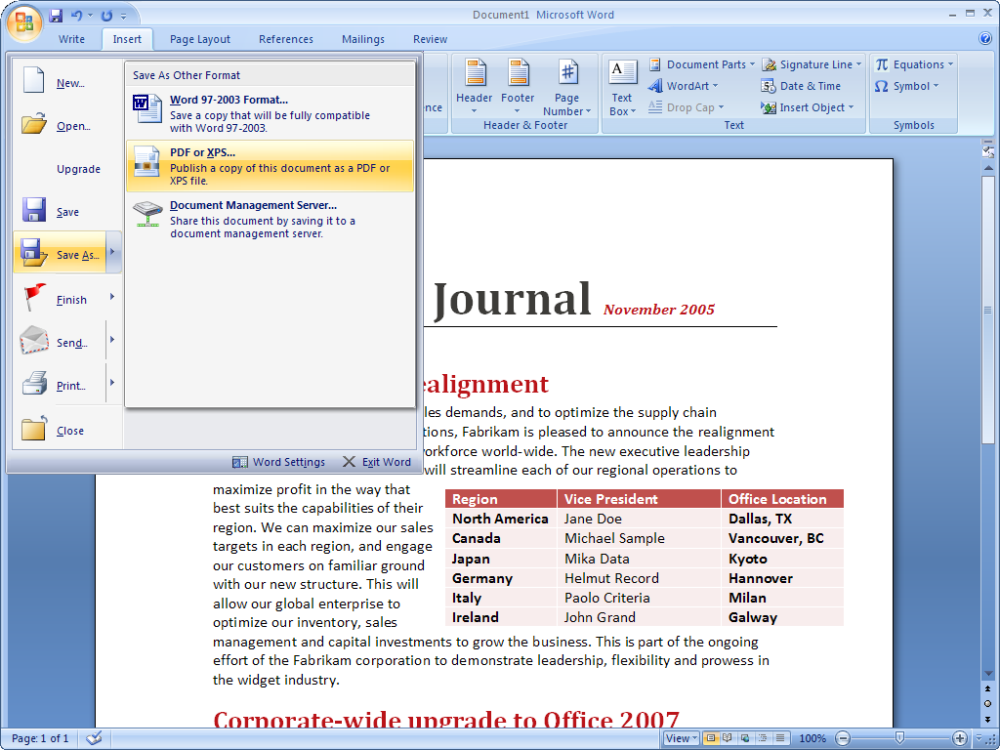 Document1 Microsoft Word
Write Insert Page Layout References Mailings Review
New...
Open...
Upgrade
Save
Save As...
Finish
Send...
Print...
Close
Save As Other Format
Word 97-2003 Format...
Save a copy that will be fully compatible
with Word 97-2003.
PDF or XPS...
Publish a copy of this document as a PDF or
XPS file.
Document Management Server...
Share this document by saving it to a
document management server.
Word Settings Exit Word
ence
Header Footer Page
Number
Header & Footer
Text
Box
Document Parts
WordArt
Drop Cap
Signature Line
Date & Time
Insert Object
Text
Equations
Symbol
Symbols
Journal November 2005
ealignment
les demands, and to optimize the supply chain
tions, Fabrikam is pleased to announce the realignment
workforce world-wide. The new executive leadership
will streamline each of our regional operations to
maximize profit in the way that
best suits the capabilities of their
region. We can maximize our sales
targets in each region, and engage
our customers on familiar ground
with our new structure. This will
allow our global enterprise to
optimize our inventory, sales
management and capital investments to grow the business. This is part of the ongoing
effort of the Fabrikam corporation to demonstrate leadership, flexibility and prowess in
the widget industry.
Region Vice President Office Location
North America Jane Doe Dallas, TX
Canada Michael Sample Vancouver, BC
Japan Mika Data Kyoto
Germany Helmut Record Hannover
Italy Paolo Criteria Milan
Ireland John Grand Galway
Corporate-wide upgrade to Office 2007
Page: 1 of 1 View 100%